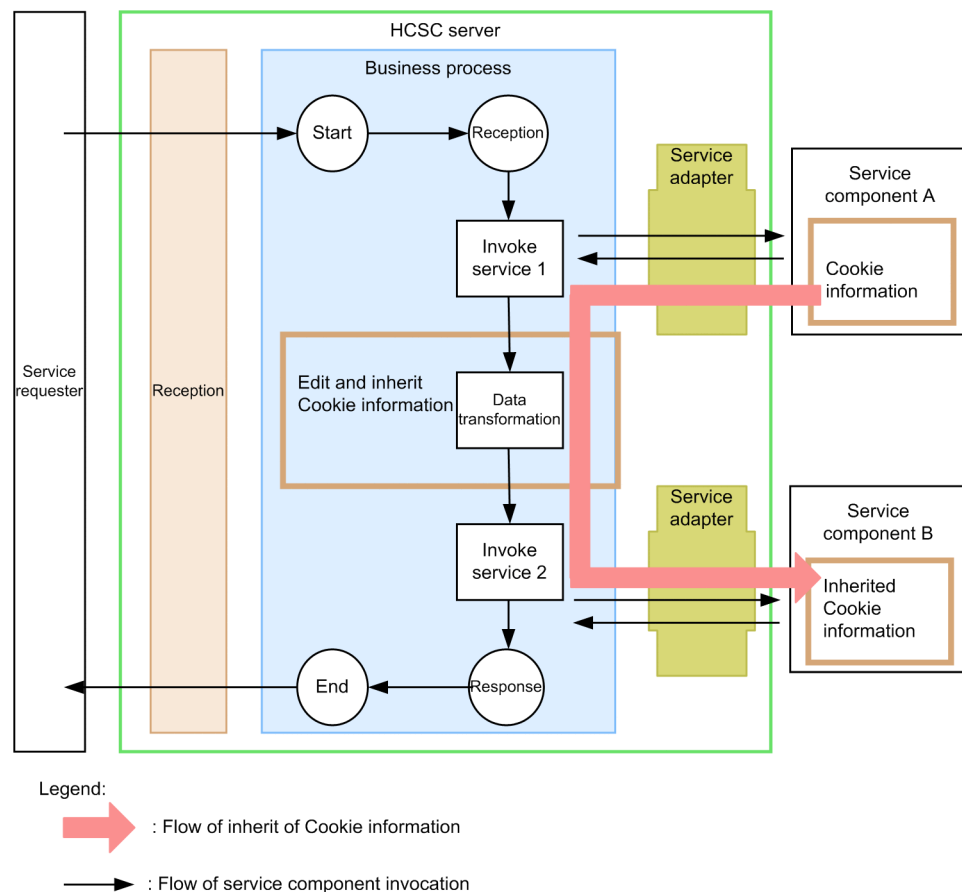 HCSC server
Business process
Start
Reception
Service
adapter
Service
component A
Invoke
service 1
Cookie
information
Service
requester
Reception
Edit and inherit
Cookie information
Data
transformation
Service
adapter
Service
component B
Invoke
service 2
Inherited
Cookie
information
End
Response
Legend:
: Flow of inherit of Cookie information
: Flow of service component invocation